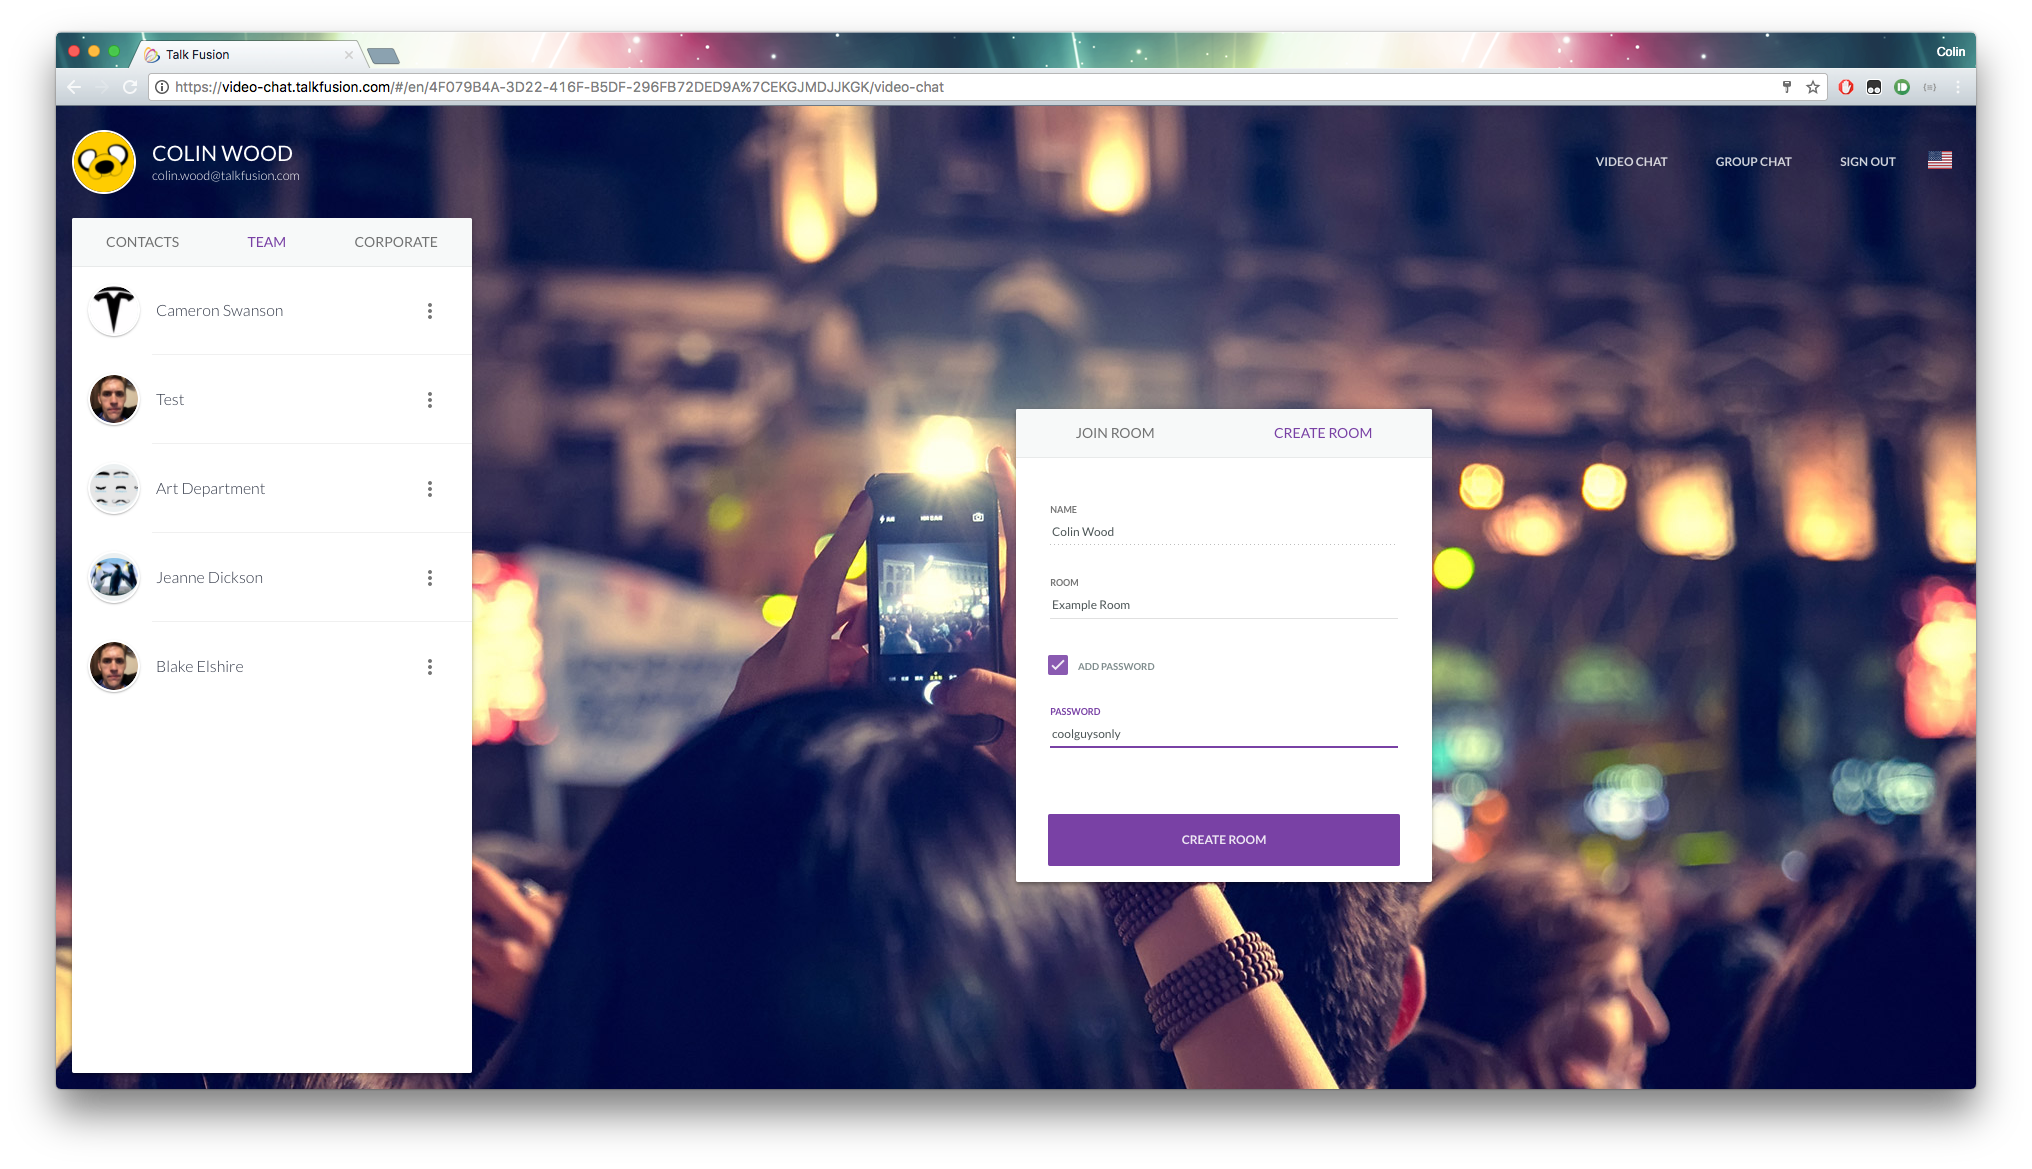 Talk Fusion
Colin
https://video-chat.talkfusion.com/#/en/4F079B4A-3D22-416F-B5DF-296FB72DED9A%7CEKGJMDJJKGK/video-chat
COLIN WOOD
colin.wood@talkfusion.com
VIDEO CHAT
GROUP CHAT
SIGN OUT
CONTACTS
TEAM
CORPORATE
Cameron Swanson
Test
Art Department
Jeanne Dickson
Blake Elshire
JOIN ROOM
CREATE ROOM
NAME
Colin Wood
ROOM
Example Room
ADD PASSWORD
PASSWORD
coolguysonly
CREATE ROOM